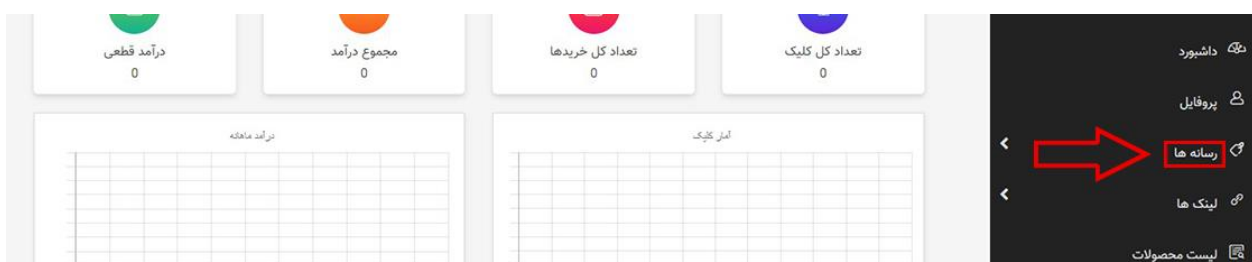 داشبورد
پروفایل
رسانه ها
لینک ها
لیست محصولات
تعداد کل کلیک
0
تعداد کل خریدها
0
مجموع درآمد
0
درآمد قطعی
0
آمار کلیک
درآمد ماهانه